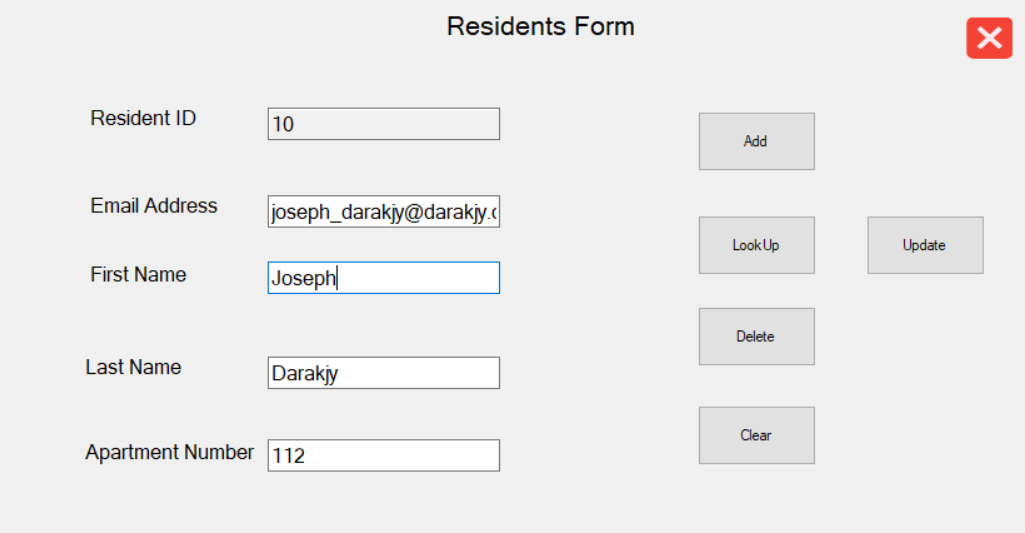 Residents Form
Resident ID 10
Add
Email Address joseph_darakjy@darakjy.
Look Up Update
First Name Joseph
Delete
Last Name Darakjy
Clear
Apartment Number 112